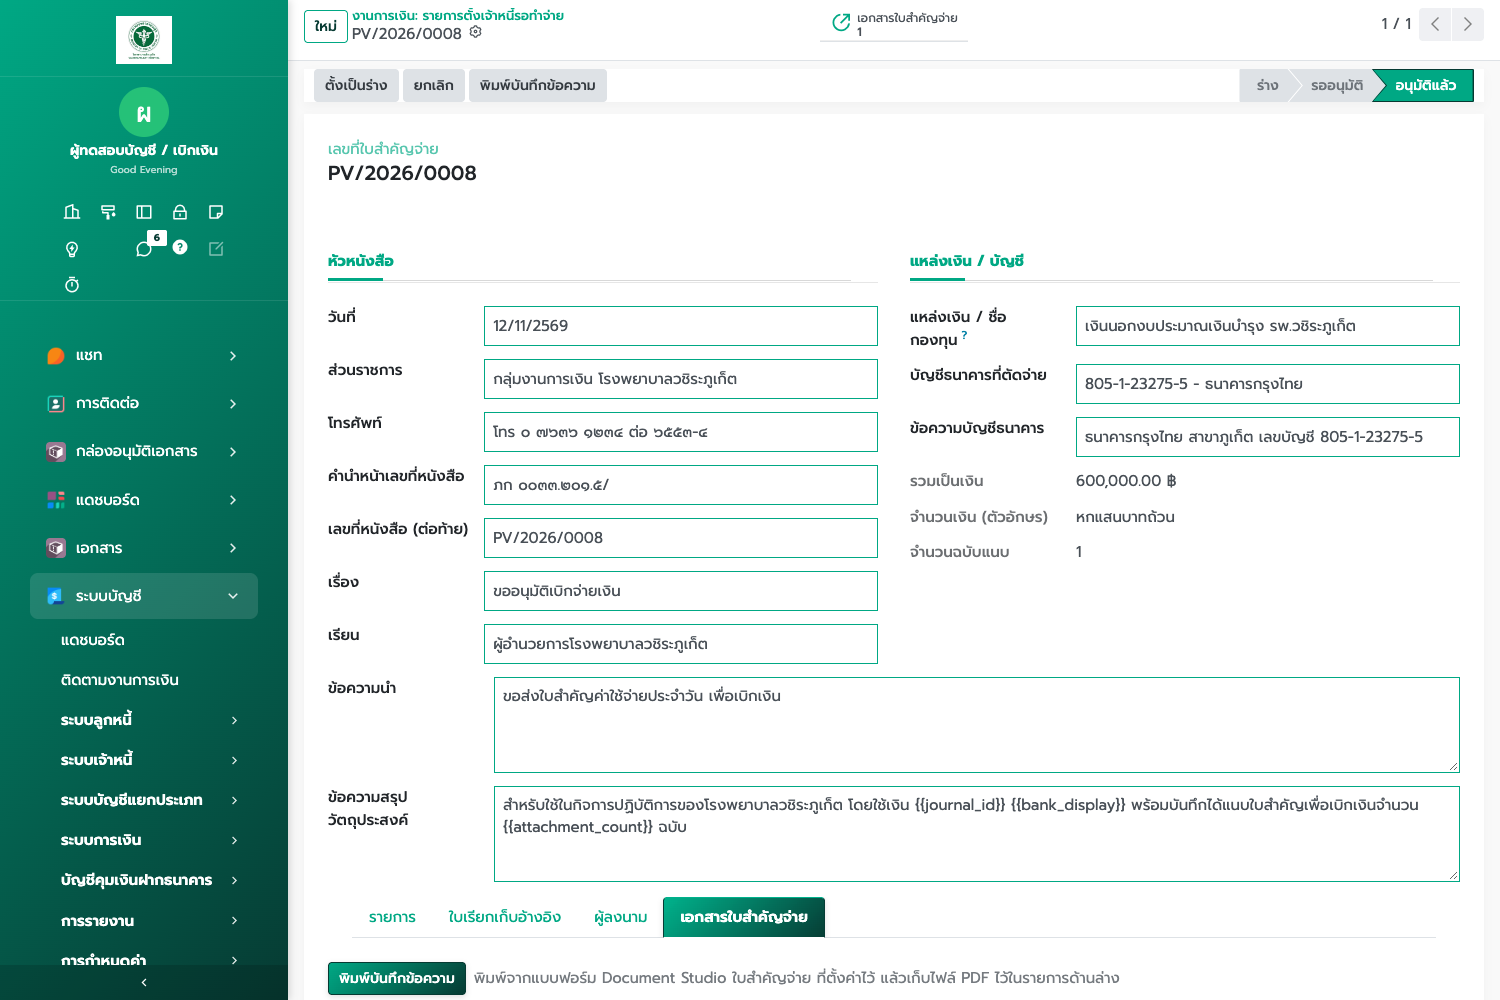 ใหม่
งานการเงิน: รายการตั้งเจ้าหนี้รอทำจ่าย
PV/2026/0008
เอกสารใบสำคัญจ่าย
1
1 / 1
ตั้งเป็นร่าง
ยกเลิก
พิมพ์บันทึกข้อความ
ร่าง
รออนุมัติ
อนุมัติแล้ว
ผ
ผู้ทดสอบบัญชี / เบิกเงิน
Good Evening
6
?
แชท
การติดต่อ
กล่องอนุมัติเอกสาร
แดชบอร์ด
เอกสาร
ระบบบัญชี
แดชบอร์ด
ติดตามงานการเงิน
ระบบลูกหนี้
ระบบเจ้าหนี้
ระบบบัญชีแยกประเภท
ระบบการเงิน
บัญชีคุมเงินฝากธนาคาร
การรายงาน
การกำหนดค่า
เลขที่ใบสำคัญจ่าย
PV/2026/0008
หัวหนังสือ
วันที่
12/11/2569
ส่วนราชการ
กลุ่มงานการเงิน โรงพยาบาลวชิระภูเก็ต
โทรศัพท์
โทร ๐ ๗๖๓๖ ๑๒๓๔ ต่อ ๖๕๕๓-๔
คำนำหน้าเลขที่หนังสือ
ภก ๐๐๓๓.๒๐๑.๕/
เลขที่หนังสือ (ต่อท้าย)
PV/2026/0008
เรื่อง
ขออนุมัติเบิกจ่ายเงิน
เรียน
ผู้อำนวยการโรงพยาบาลวชิระภูเก็ต
แหล่งเงิน / บัญชี
แหล่งเงิน / ชื่อ
กองทุน ?
เงินนอกงบประมาณเงินบำรุง รพ.วชิระภูเก็ต
บัญชีธนาคารที่ตัดจ่าย
805-1-23275-5 - ธนาคารกรุงไทย
ข้อความบัญชีธนาคาร
ธนาคารกรุงไทย สาขาภูเก็ต เลขบัญชี 805-1-23275-5
รวมเป็นเงิน
600,000.00 ฿
จำนวนเงิน (ตัวอักษร)
หกแสนบาทถ้วน
จำนวนฉบับแนบ
1
ข้อความนำ
ขอส่งใบสำคัญค่าใช้จ่ายประจำวัน เพื่อเบิกเงิน
ข้อความสรุป
วัตถุประสงค์
สำหรับใช้ในกิจการปฏิบัติการของโรงพยาบาลวชิระภูเก็ต โดยใช้เงิน {{journal_id}} {{bank_display}} พร้อมบันทึกได้แนบใบสำคัญเพื่อเบิกเงินจำนวน
{{attachment_count}} ฉบับ
รายการ
ใบเรียกเก็บอ้างอิง
ผู้ลงนาม
เอกสารใบสำคัญจ่าย
พิมพ์บันทึกข้อความ
พิมพ์จากแบบฟอร์ม Document Studio ใบสำคัญจ่าย ที่ตั้งค่าไว้ แล้วเก็บไฟล์ PDF ไว้ในรายการด้านล่าง